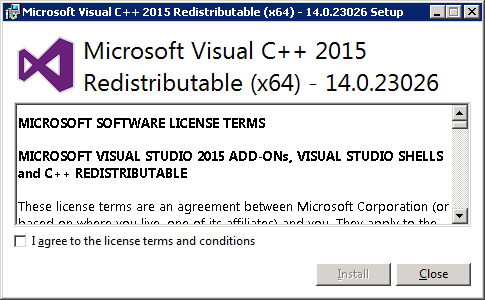 Microsoft Visual C++ 2015 Redistributable (x64) - 14.0.23026 Setup
Microsoft Visual C++ 2015
Redistributable (x64) - 14.0.23026
MICROSOFT SOFTWARE LICENSE TERMS
MICROSOFT VISUAL STUDIO 2015 ADD-ONs, VISUAL STUDIO SHELLS
and C++ REDISTRIBUTABLE
These license terms are an agreement between Microsoft Corporation (or
based on where you live, one of its affiliates) and you. They apply to the
I agree to the license terms and conditions
Install
Close